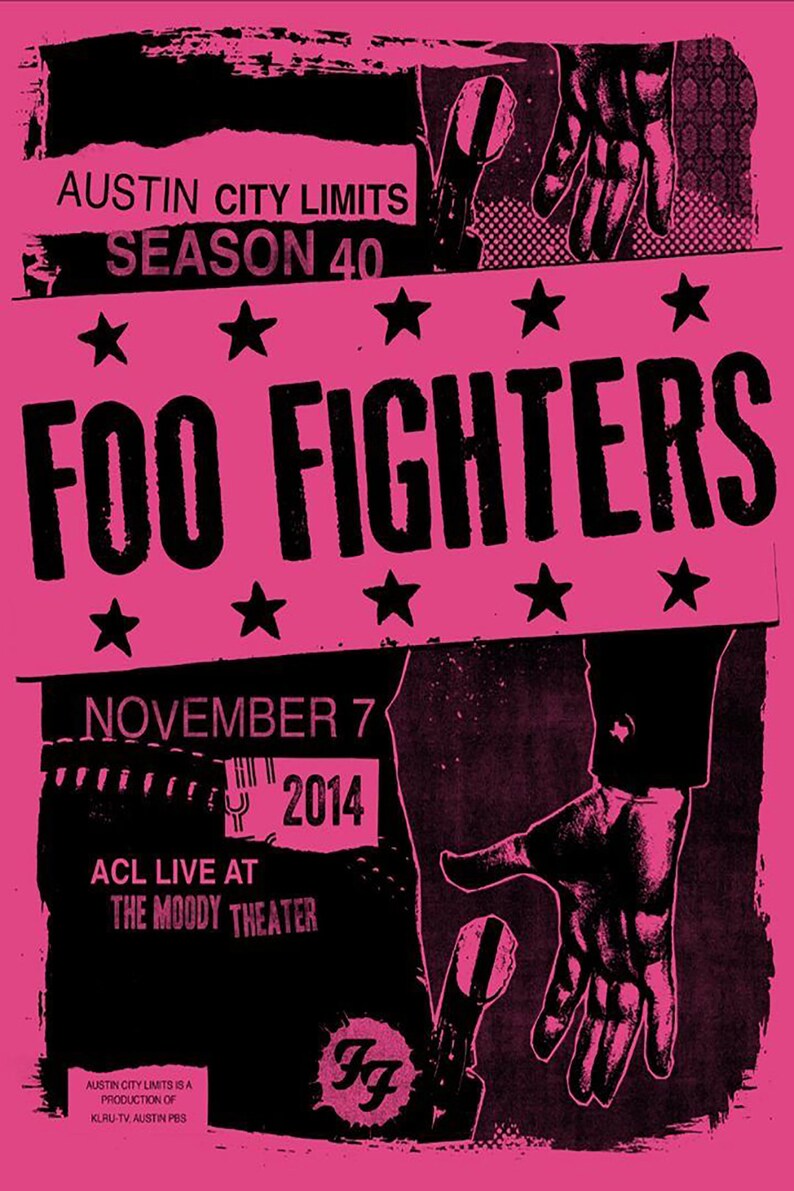 AUSTIN CITY LIMITS
SEASON 40
FOO FIGHTERS
NOVEMBER 7
2014
ACL LIVE AT
THE MOODY THEATER
FF
AUSTIN CITY LIMITS IS A
PRODUCTION OF
KLRU-TV, AUSTIN PBS